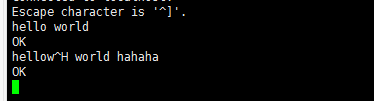 Escape character is '^]'.
hello world
OK
hellow^H world hahaha
OK